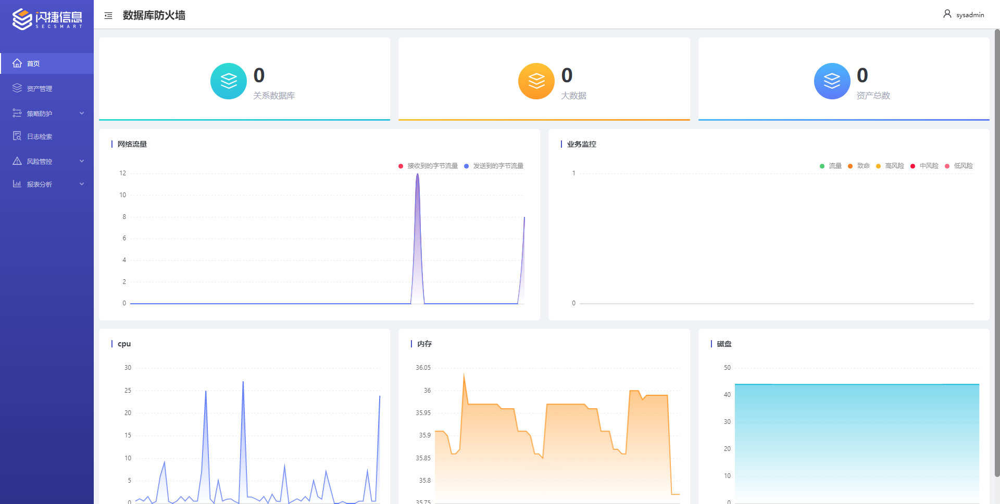 闪捷信息
SECSMART
数据库防火墙
sysadmin
首页
资产管理
策略防护
日志检索
风险管控
报表分析
0
关系数据库
0
大数据
0
资产总数
网络流量
接收到的字节流量 发送到的字节流量
12
10
8
6
4
2
0
业务监控
流量 致命 高风险 中风险 低风险
1
0
cpu
30
25
20
15
10
5
0
内存
36.05
36
35.95
35.9
35.85
35.8
35.75
磁盘
50
40
30
20
10
0